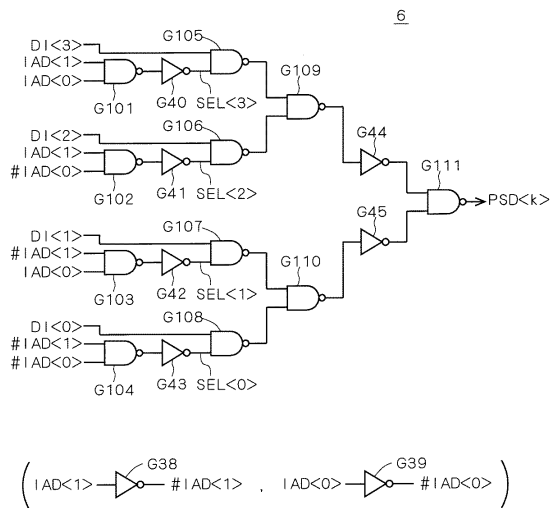 6
G105
DI<3>
IAD<1>
IAD<0>
G101
G40
SEL<3>
G109
G106
DI<2>
IAD<1>
#IAD<0>
G102
G41
SEL<2>
G44
G111
PSD<k>
G45
G107
DI<1>
#IAD<1>
IAD<0>
G103
G42
SEL<1>
G110
G108
DI<0>
#IAD<1>
#IAD<0>
G104
G43
SEL<0>
G38
G39
( IAD<1> #IAD<1> , IAD<0> #IAD<0> )